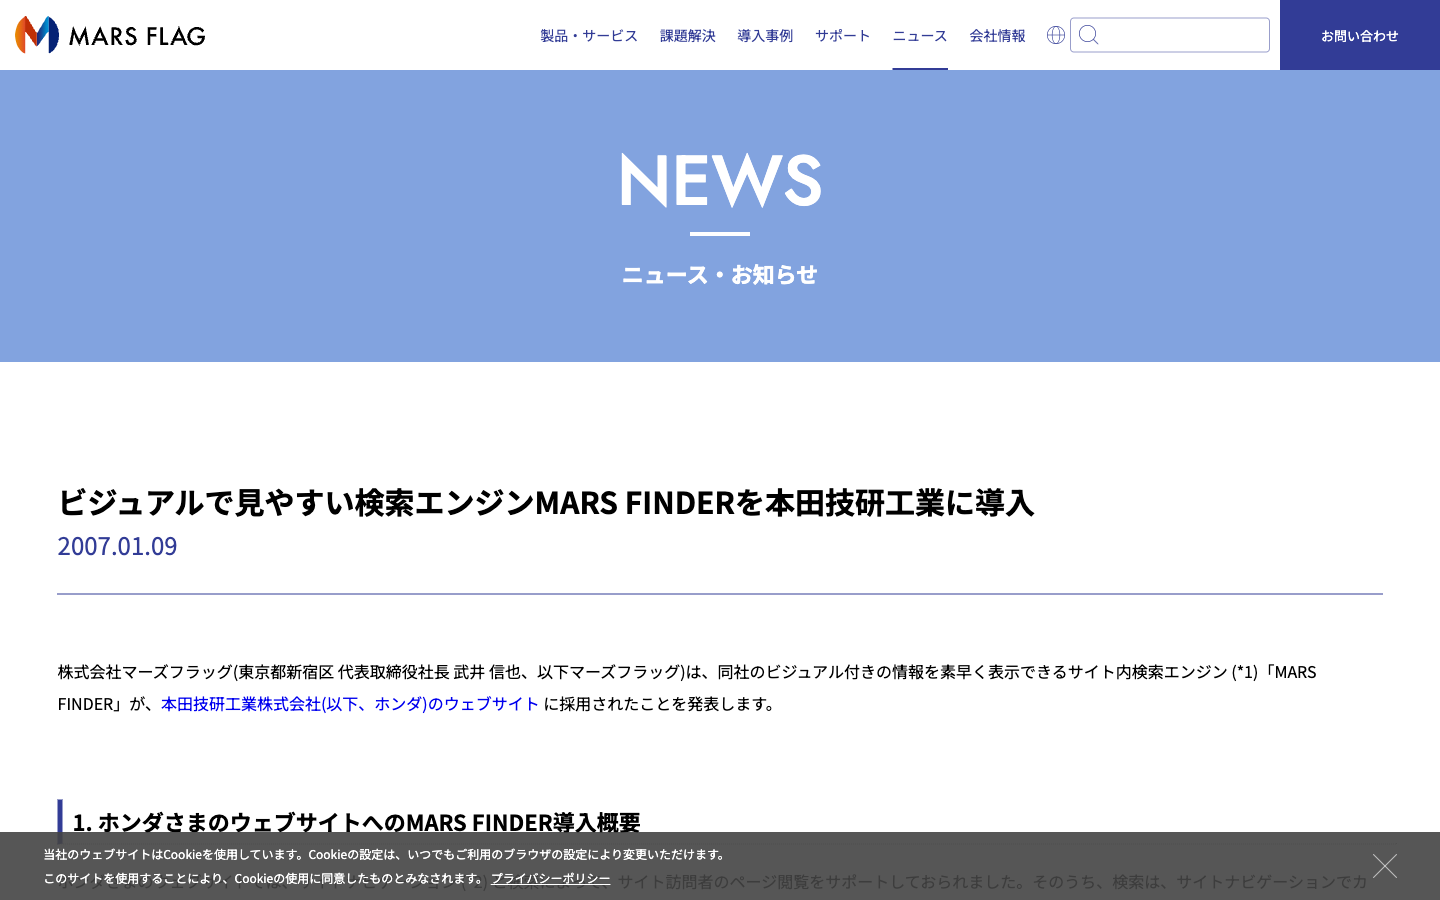 MARS FLAG
製品・サービス 課題解決 導入事例 サポート ニュース 会社情報 お問い合わせ
NEWS
ニュース・お知らせ
ビジュアルで見やすい検索エンジンMARS FINDERを本田技研工業に導入
2007.01.09
株式会社マーズフラッグ(東京都新宿区 代表取締役社長 武井 信也、以下マーズフラッグ)は、同社のビジュアル付きの情報を素早く表示できるサイト内検索エンジン (*1)「MARS
FINDER」が、本田技研工業株式会社(以下、ホンダ)のウェブサイト に採用されたことを発表します。
1. ホンダさまのウェブサイトへのMARS FINDER導入概要
当社のウェブサイトはCookieを使用しています。Cookieの設定は、いつでもご利用のブラウザの設定により変更いただけます。
このサイトを使用することにより、Cookieの使用に同意したものとみなされます。 プライバシーポリシー
サイト訪問者のページ閲覧をサポートしておられました。そのうち、検索は、サイトナビゲーションでカ